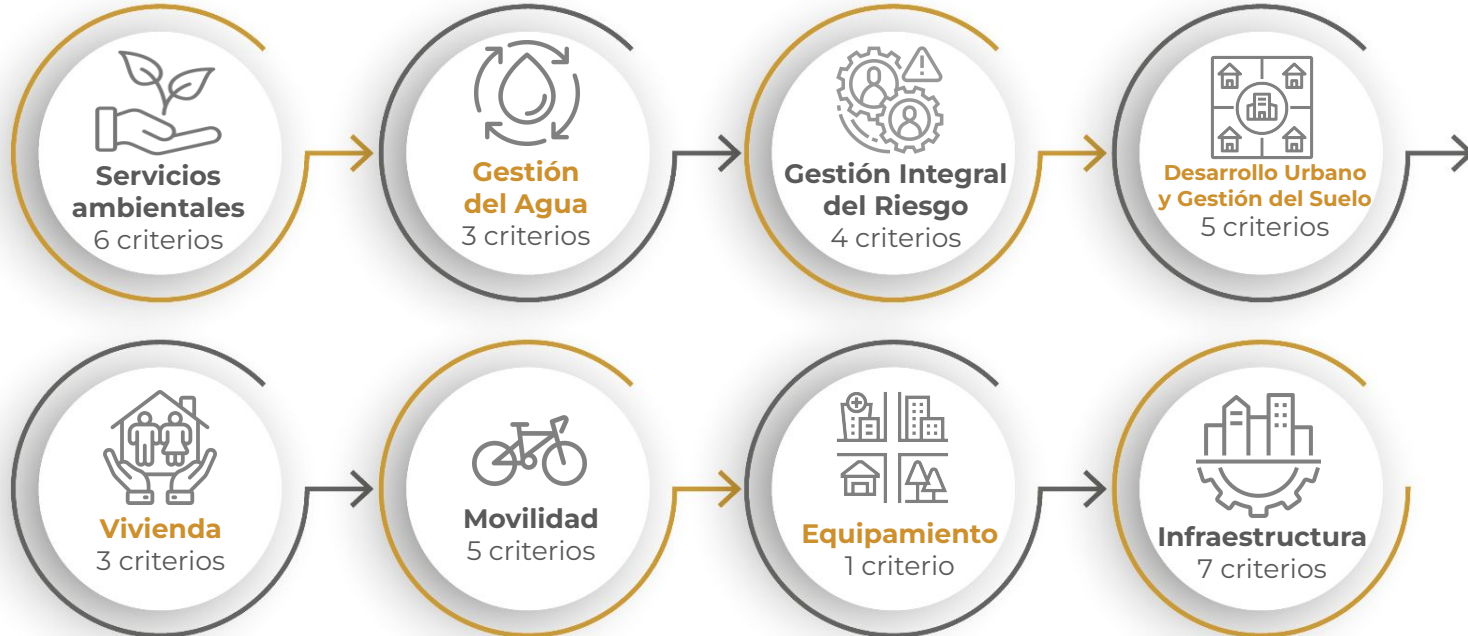 Servicios
ambientales
6 criterios
Gestión
del Agua
3 criterios
Gestión Integral
del Riesgo
4 criterios
Desarrollo Urbano
y Gestión del Suelo
5 criterios
Vivienda
3 criterios
Movilidad
5 criterios
Equipamiento
1 criterio
Infraestructura
7 criterios